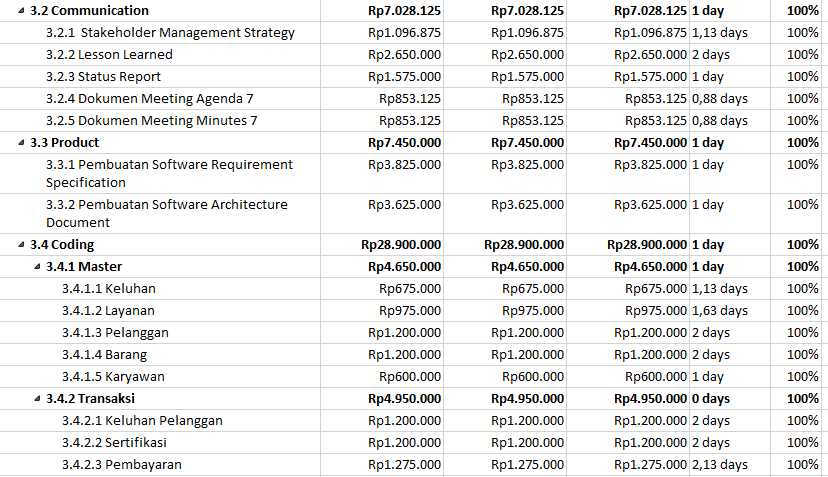 3.2 Communication Rp7.028.125 Rp7.028.125 Rp7.028.125 1 day 100%
3.2.1 Stakeholder Management Strategy Rp1.096.875 Rp1.096.875 Rp1.096.875 1,13 days 100%
3.2.2 Lesson Learned Rp2.650.000 Rp2.650.000 Rp2.650.000 2 days 100%
3.2.3 Status Report Rp1.575.000 Rp1.575.000 Rp1.575.000 1 day 100%
3.2.4 Dokumen Meeting Agenda 7 Rp853.125 Rp853.125 Rp853.125 0,88 days 100%
3.2.5 Dokumen Meeting Minutes 7 Rp853.125 Rp853.125 Rp853.125 0,88 days 100%
3.3 Product Rp7.450.000 Rp7.450.000 Rp7.450.000 1 day 100%
3.3.1 Pembuatan Software Requirement Rp3.825.000 Rp3.825.000 Rp3.825.000 1 day 100%
Specification
3.3.2 Pembuatan Software Architecture Rp3.625.000 Rp3.625.000 Rp3.625.000 1 day 100%
Document
3.4 Coding Rp28.900.000 Rp28.900.000 Rp28.900.000 1 day 100%
3.4.1 Master Rp4.650.000 Rp4.650.000 Rp4.650.000 1 day 100%
3.4.1.1 Keluhan Rp675.000 Rp675.000 Rp675.000 1,13 days 100%
3.4.1.2 Layanan Rp975.000 Rp975.000 Rp975.000 1,63 days 100%
3.4.1.3 Pelanggan Rp1.200.000 Rp1.200.000 Rp1.200.000 2 days 100%
3.4.1.4 Barang Rp1.200.000 Rp1.200.000 Rp1.200.000 2 days 100%
3.4.1.5 Karyawan Rp600.000 Rp600.000 Rp600.000 1 day 100%
3.4.2 Transaksi Rp4.950.000 Rp4.950.000 Rp4.950.000 0 days 100%
3.4.2.1 Keluhan Pelanggan Rp1.200.000 Rp1.200.000 Rp1.200.000 2 days 100%
3.4.2.2 Sertifikasi Rp1.200.000 Rp1.200.000 Rp1.200.000 2 days 100%
3.4.2.3 Pembayaran Rp1.275.000 Rp1.275.000 Rp1.275.000 2,13 days 100%